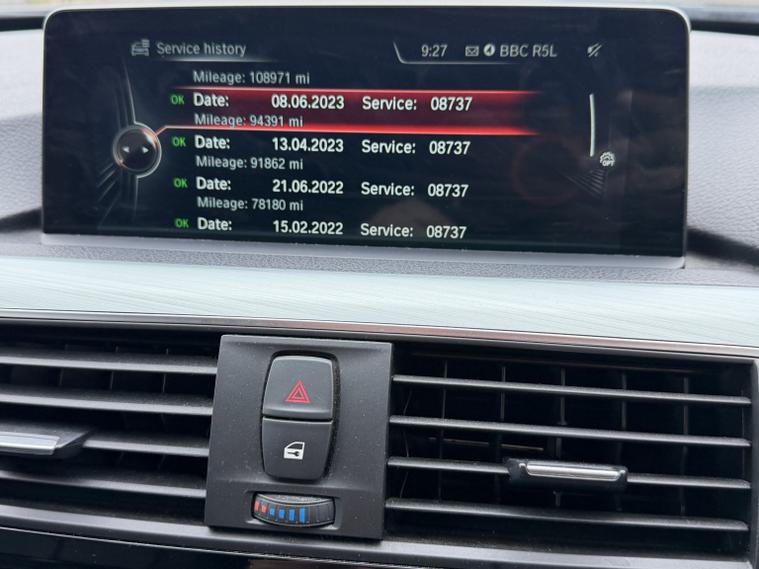 Service history 9:27 BBC R5L
Mileage: 108971 mi
OK Date: 08.06.2023 Service: 08737
Mileage: 94391 mi
OK Date: 13.04.2023 Service: 08737
Mileage: 91862 mi
OK Date: 21.06.2022 Service: 08737
Mileage: 78180 mi
OK Date: 15.02.2022 Service: 08737
OPT